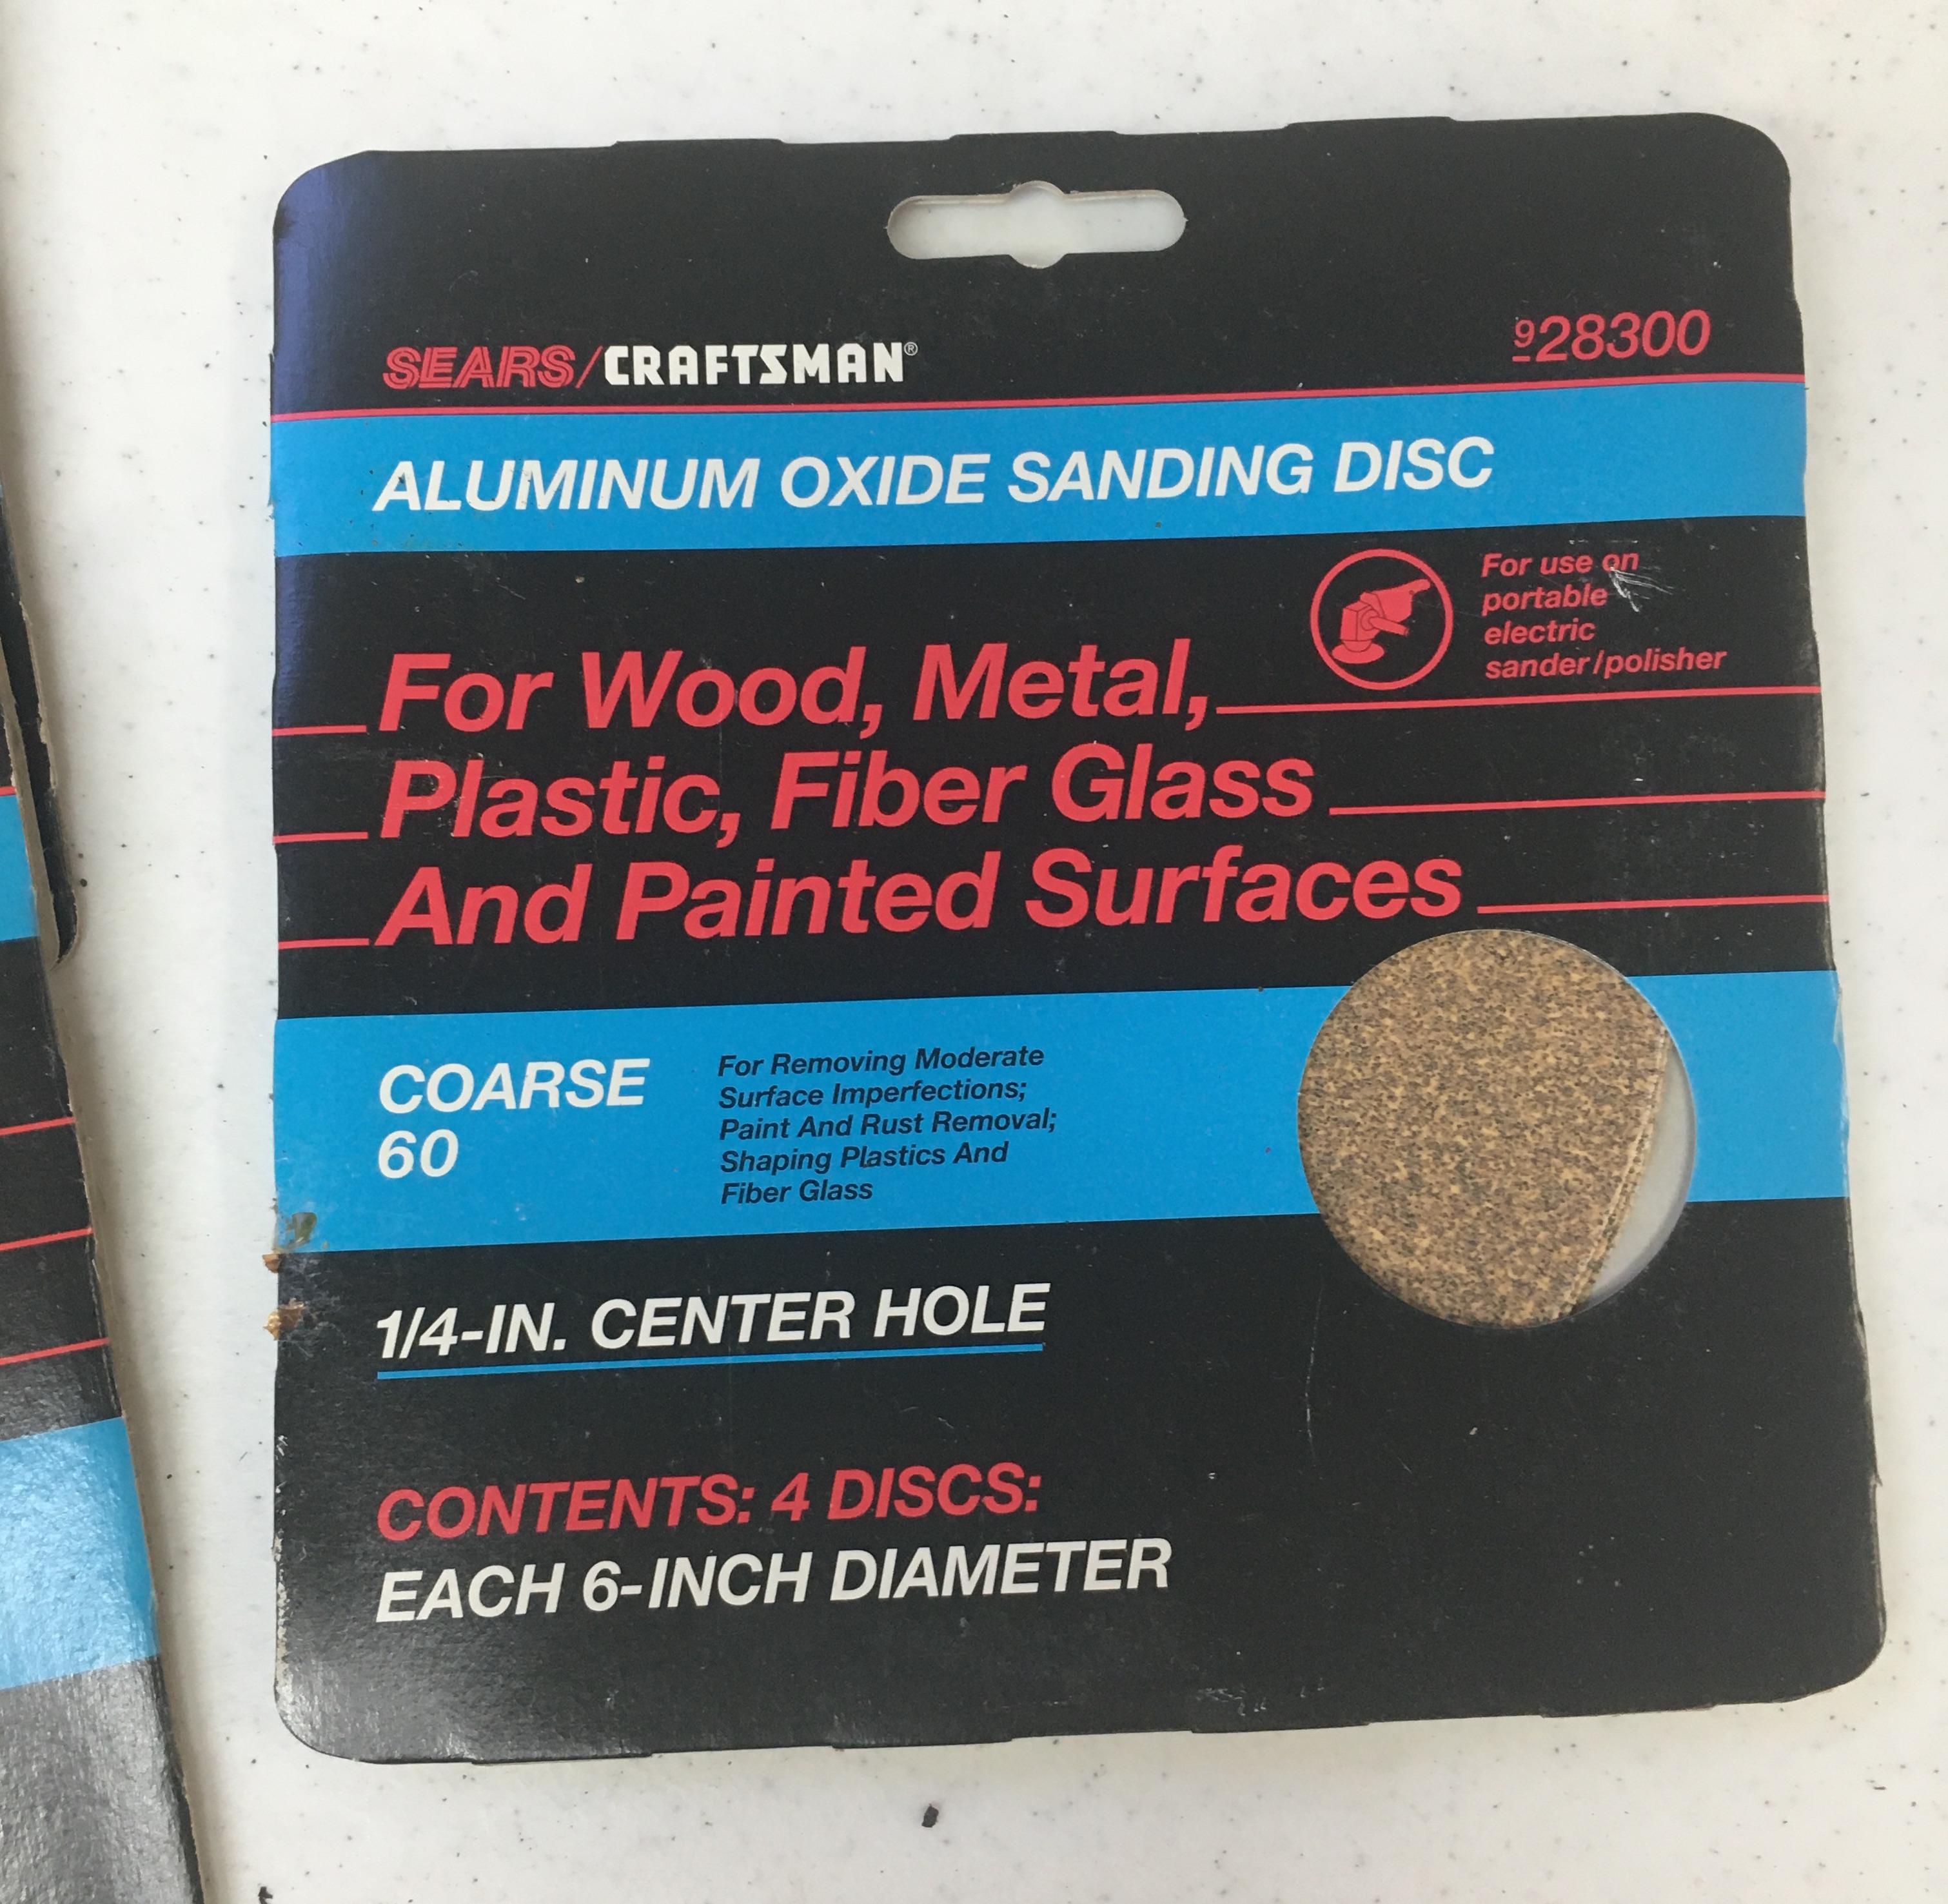 SEARS/CRAFTSMAN®
928300
ALUMINUM OXIDE SANDING DISC
For use on
portable
electric
sander/polisher
For Wood, Metal,
Plastic, Fiber Glass
And Painted Surfaces
COARSE
60
For Removing Moderate
Surface Imperfections;
Paint And Rust Removal;
Shaping Plastics And
Fiber Glass
1/4-IN. CENTER HOLE
CONTENTS: 4 DISCS:
EACH 6-INCH DIAMETER